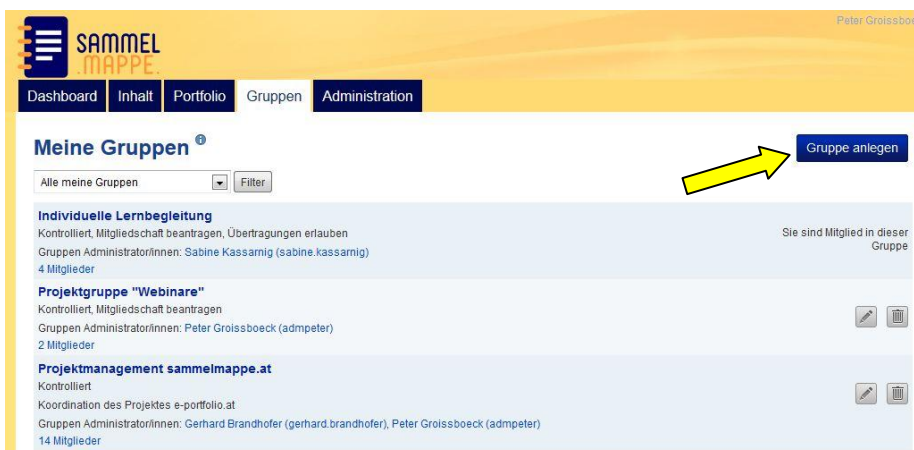 Peter Groissboe
SAMMEL
.MAPPE.
Dashboard Inhalt Portfolio Gruppen Administration
Meine Gruppen
Gruppe anlegen
Alle meine Gruppen Filter
Individuelle Lernbegleitung
Kontrolliert, Mitgliedschaft beantragen, Übertragungen erlauben
Gruppen Administrator/innen: Sabine Kassarnig (sabine.kassarnig)
4 Mitglieder
Sie sind Mitglied in dieser
Gruppe
Projektgruppe "Webinare"
Kontrolliert, Mitgliedschaft beantragen
Gruppen Administrator/innen: Peter Groissboeck (admpeter)
2 Mitglieder
Projektmanagement sammelmappe.at
Kontrolliert
Koordination des Projektes e-portfolio.at
Gruppen Administrator/innen: Gerhard Brandhofer (gerhard.brandhofer), Peter Groissboeck (admpeter)
14 Mitglieder